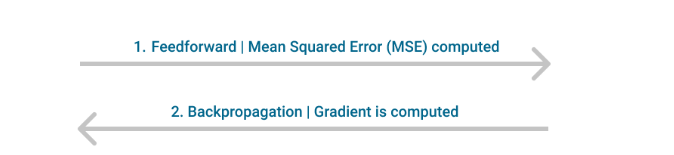 1. Feedforward | Mean Squared Error (MSE) computed
2. Backpropagation | Gradient is computed